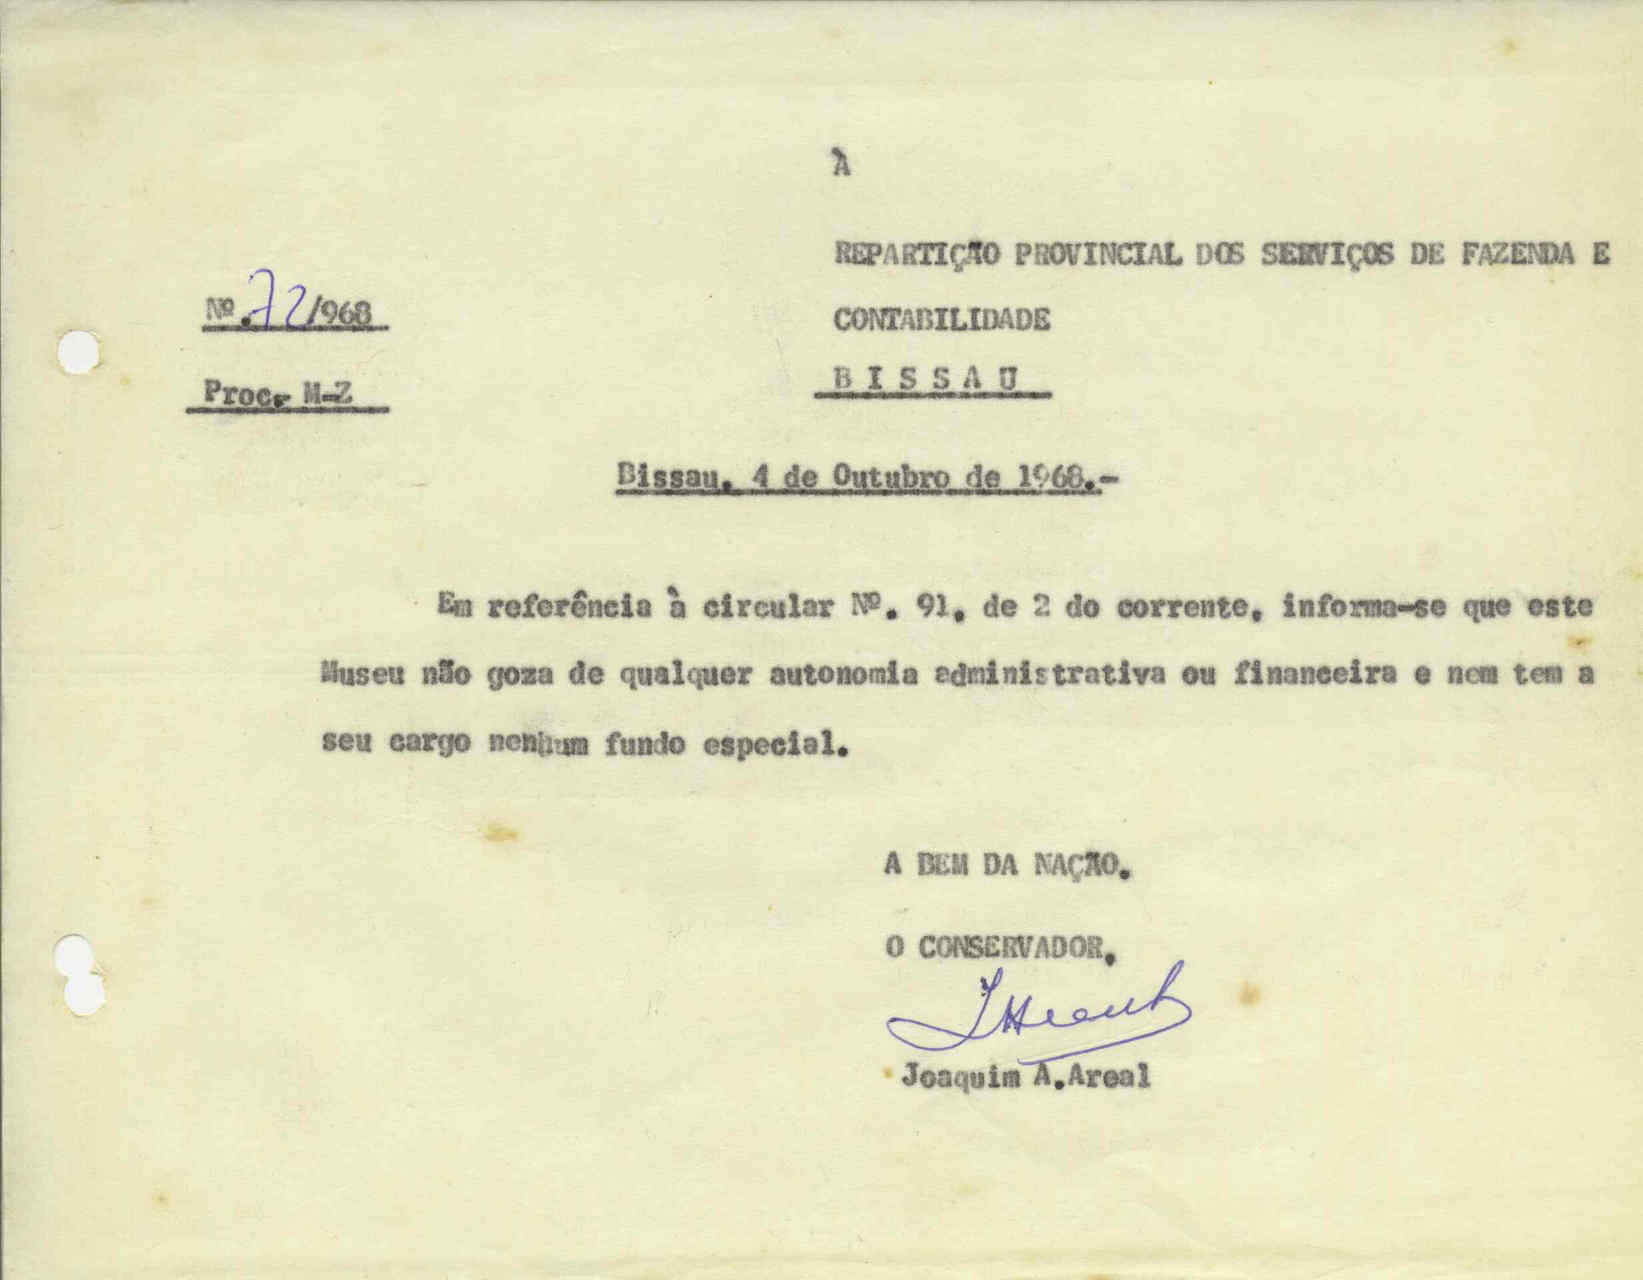 À
REPARTIÇÃO PROVINCIAL DOS SERVIÇOS DE FAZENDA E
Nº.72/968
CONTABILIDADE
BISSAU
Proc. M-Z
Bissau, 4 de Outubro de 1968.-
Em referência à circular Nº. 91, de 2 do corrente, informa-se que este
Museu não goza de qualquer autonomia administrativa ou financeira e nem tem a
seu cargo nenhum fundo especial.
A BEM DA NAÇÃO.
O CONSERVADOR,
Joaquim A.Areal